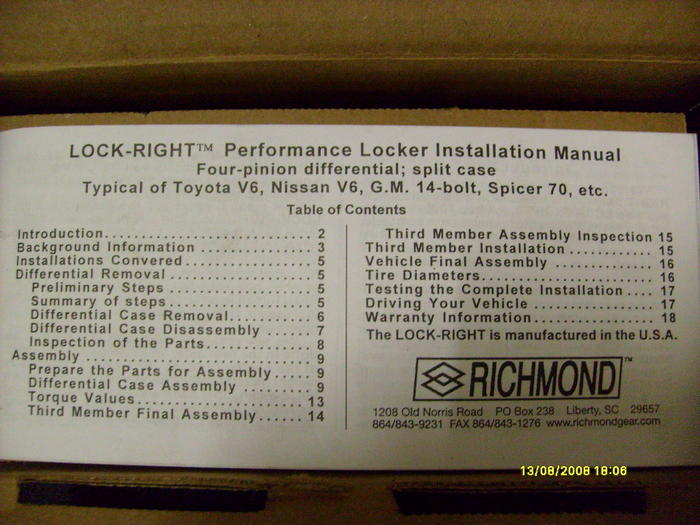 LOCK-RIGHT™ Performance Locker Installation Manual
Four-pinion differential; split case
Typical of Toyota V6, Nissan V6, G.M. 14-bolt, Spicer 70, etc.
Table of Contents
Introduction 2
Background Information 3
Installations Convered 5
Differential Removal 5
Preliminary Steps 5
Summary of steps 5
Differential Case Removal 6
Differential Case Disassembly 7
Inspection of the Parts 8
Assembly 9
Prepare the Parts for Assembly 9
Differential Case Assembly 9
Torque Values 13
Third Member Final Assembly 14
Third Member Assembly Inspection 15
Third Member Installation 15
Vehicle Final Assembly 16
Tire Diameters 16
Testing the Complete Installation 17
Driving Your Vehicle 17
Warranty Information 18
The LOCK-RIGHT is manufactured in the U.S.A.
RICHMOND™
1208 Old Norris Road PO Box 238 Liberty, SC 29657
864/843-9231 FAX 864/843-1276 www.richmondgear.com
13/08/2008 18:06